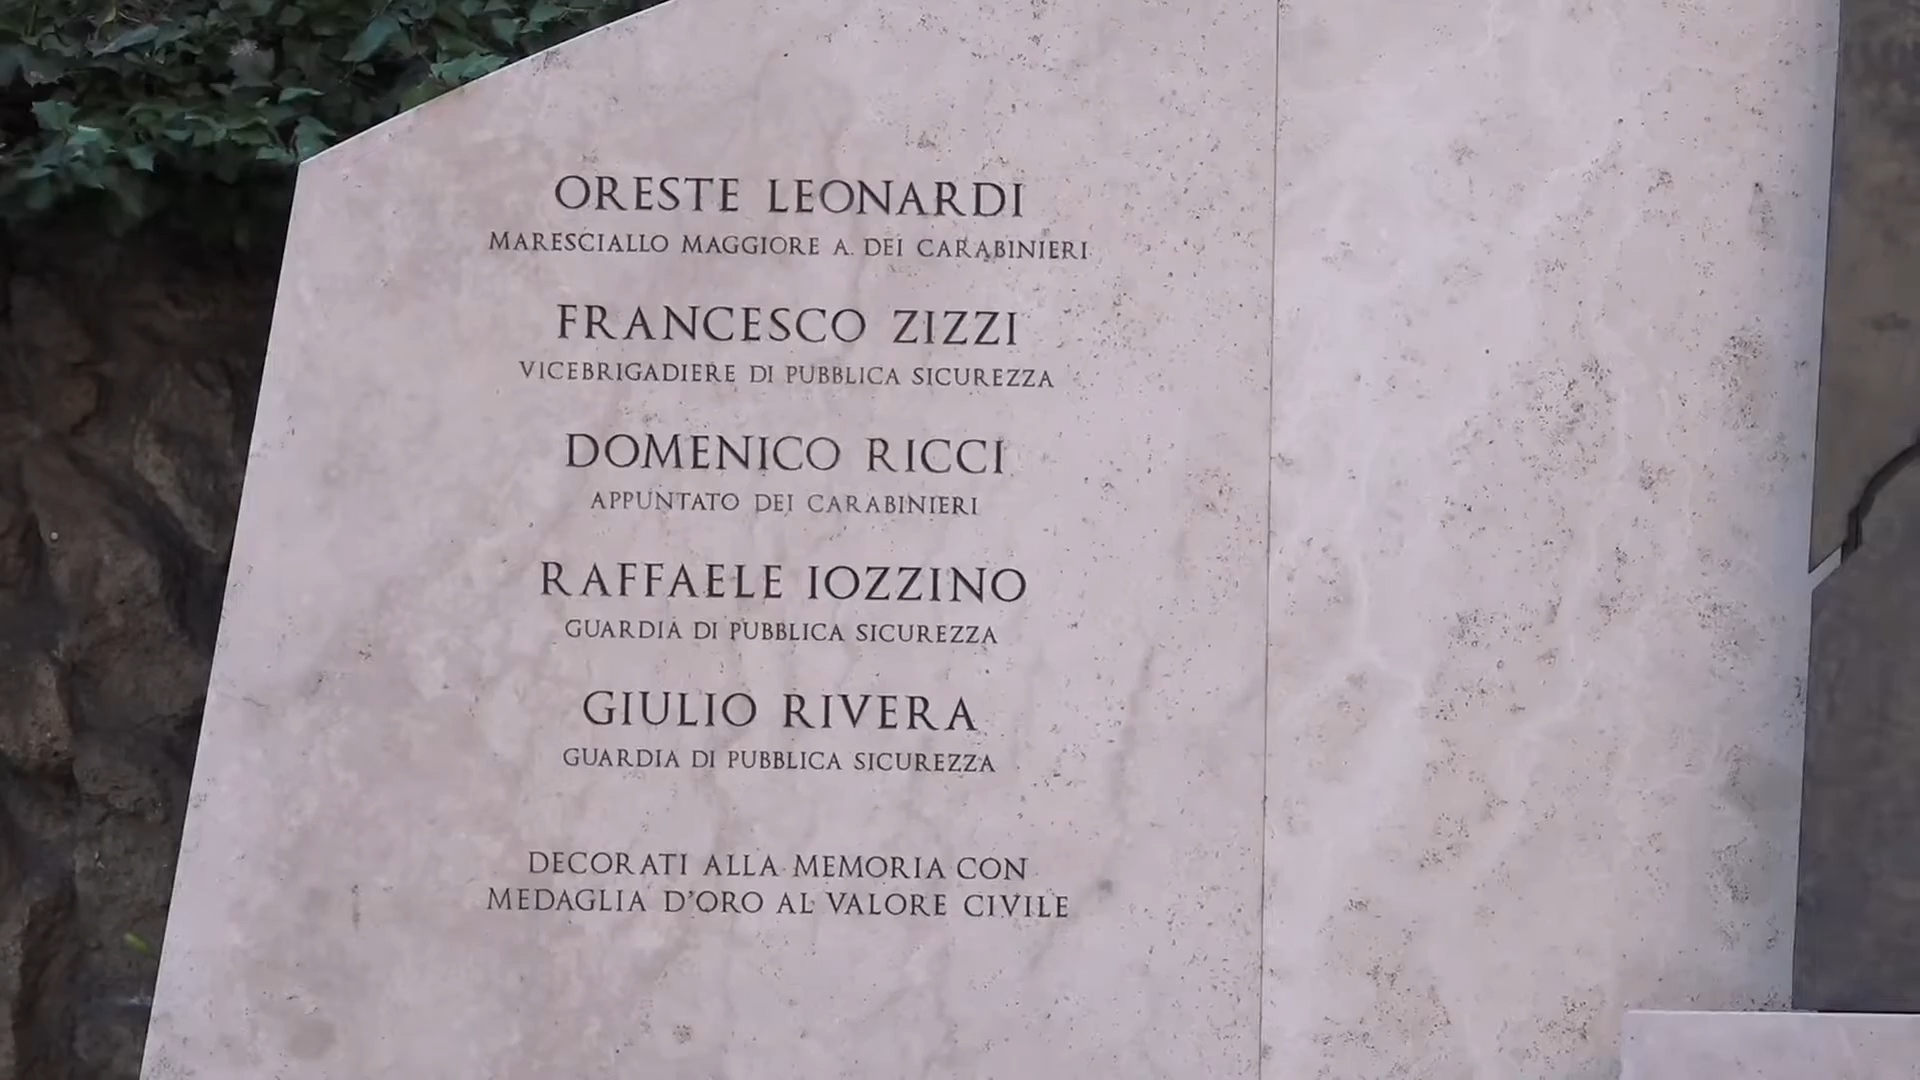 ORESTE LEONARDI
MARESCIALLO MAGGIORE A. DEI CARABINIERI
FRANCESCO ZIZZI
VICEBRIGADIERE DI PUBBLICA SICUREZZA
DOMENICO RICCI
APPUNTATO DEI CARABINIERI
RAFFAELE IOZZINO
GUARDIA DI PUBBLICA SICUREZZA
GIULIO RIVERA
GUARDIA DI PUBBLICA SICUREZZA
DECORATI ALLA MEMORIA CON
MEDAGLIA D'ORO AL VALORE CIVILE